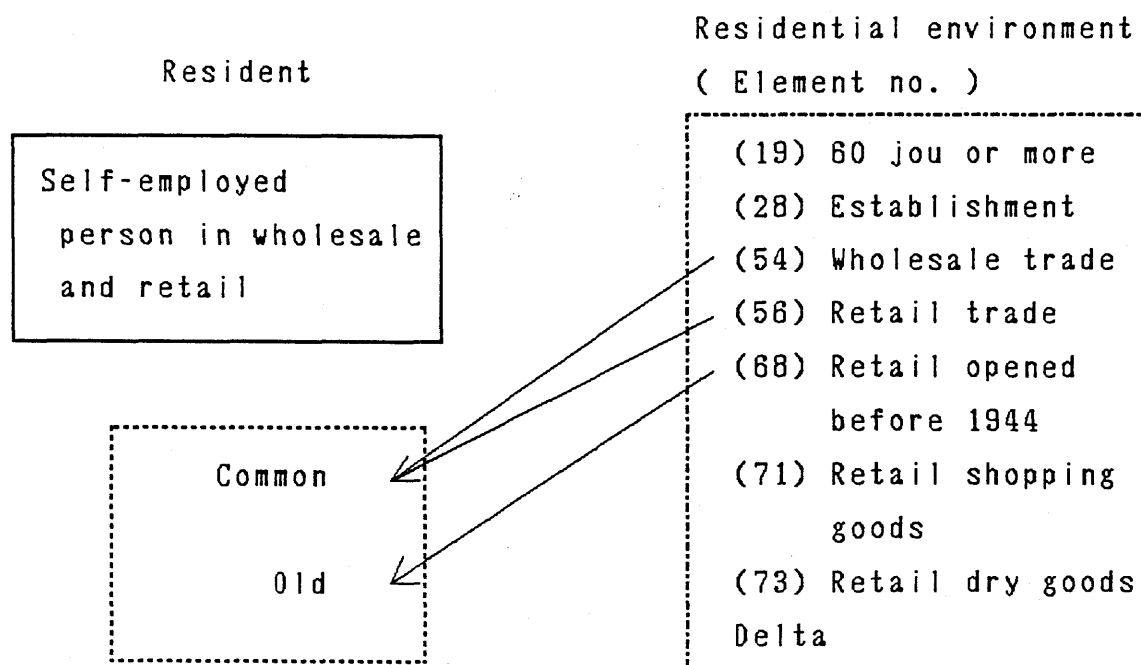 Resident
Self-employed
person in wholesale
and retail
Common
Old
Residential environment
( Element no. )
(19) 60 jou or more
(28) Establishment
(54) Wholesale trade
(56) Retail trade
(68) Retail opened
before 1944
(71) Retail shopping
goods
(73) Retail dry goods
Delta